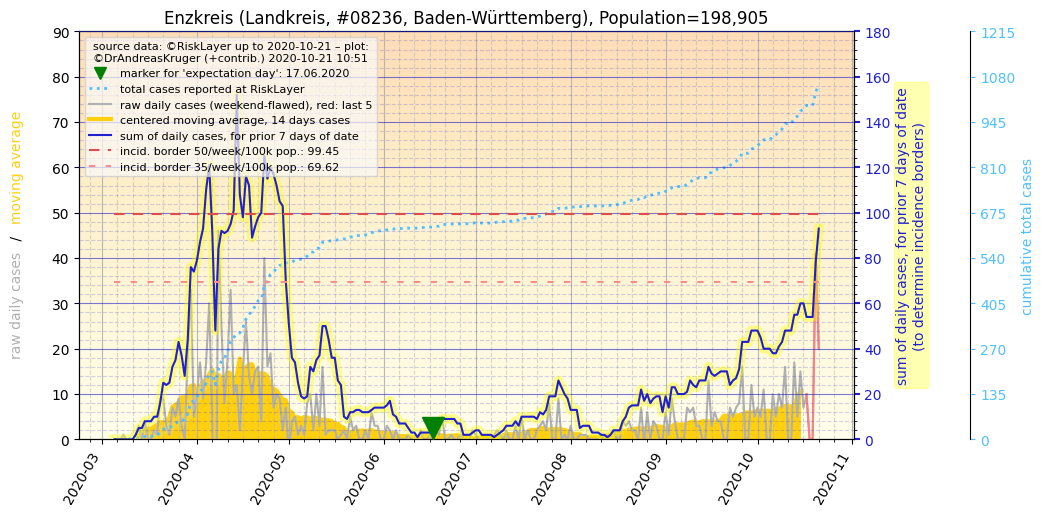 Enzkreis (Landkreis, #08236, Baden-Württemberg), Population=198,905
source data: ©RiskLayer up to 2020-10-21 – plot:
©DrAndreasKruger (+contrib.) 2020-10-21 10:51
marker for 'expectation day': 17.06.2020
total cases reported at RiskLayer
raw daily cases (weekend-flawed), red: last 5
centered moving average, 14 days cases
sum of daily cases, for prior 7 days of date
incid. border 50/week/100k pop.: 99.45
incid. border 35/week/100k pop.: 69.62
raw daily cases / moving average
90
80
70
60
50
40
30
20
10
0
2020-03
2020-04
2020-05
2020-06
2020-07
2020-08
2020-09
2020-10
2020-11
180
160
140
120
100
80
60
40
20
0
sum of daily cases, for prior 7 days of date
(to determine incidence borders)
1215
1080
945
810
675
540
405
270
135
0
cumulative total cases